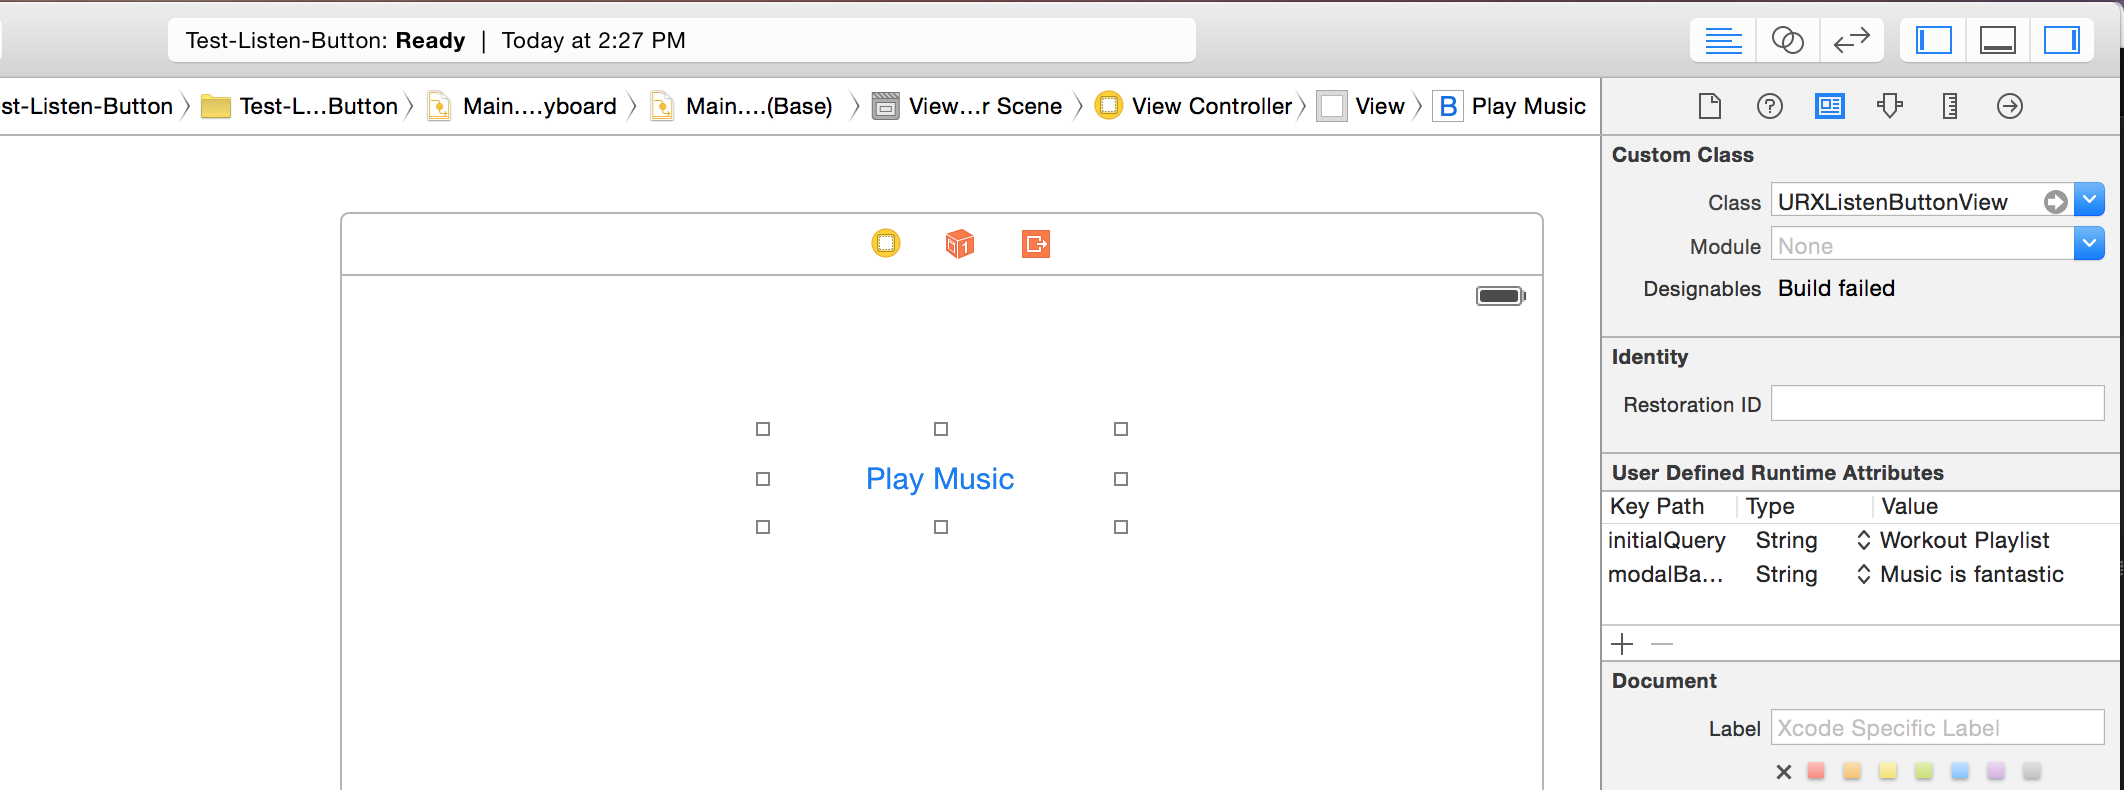 Test-Listen-Button: Ready | Today at 2:27 PM
st-Listen-Button Test-L...Button Main....yboard Main....(Base) View...r Scene View Controller View B Play Music
Custom Class
Class URXListenButtonView
Module None
Designables Build failed
1
Identity
Restoration ID
Play Music
User Defined Runtime Attributes
Key Path Type Value
initialQuery String Workout Playlist
modalBa... String Music is fantastic
Document
Label Xcode Specific Label